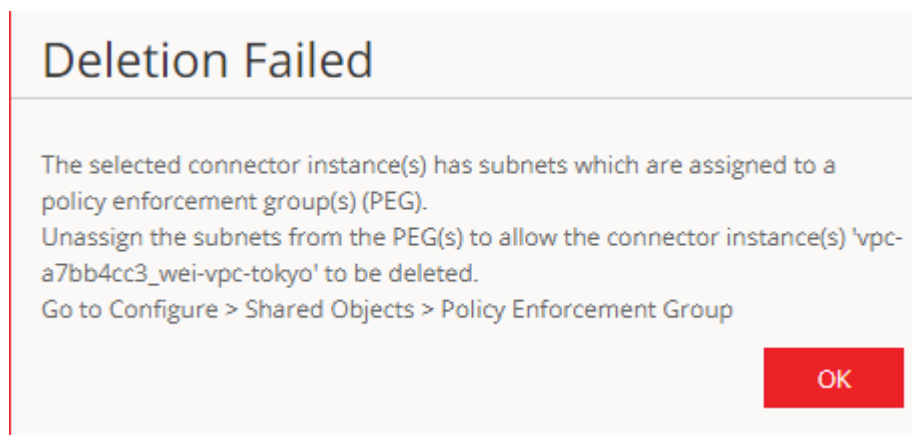 Deletion Failed
The selected connector instance(s) has subnets which are assigned to a
policy enforcement group(s) (PEG).
Unassign the subnets from the PEG(s) to allow the connector instance(s) 'vpc-
a7bb4cc3_wei-vpc-tokyo' to be deleted.
Go to Configure > Shared Objects > Policy Enforcement Group
OK